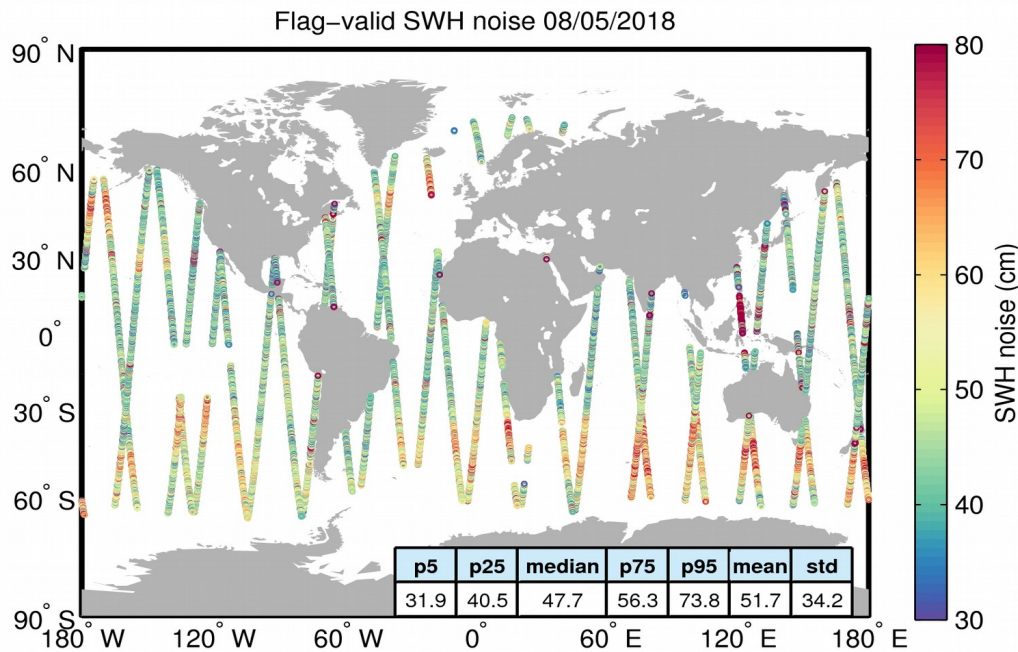 Flag−valid SWH noise 08/05/2018
90° N
60° N
30° N
0°
30° S
60° S
90° S
180° W
120° W
60° W
0°
60° E
120° E
180° E
p5 p25 median p75 p95 mean std
31.9 40.5 47.7 56.3 73.8 51.7 34.2
80
70
60
50
40
30
SWH noise (cm)